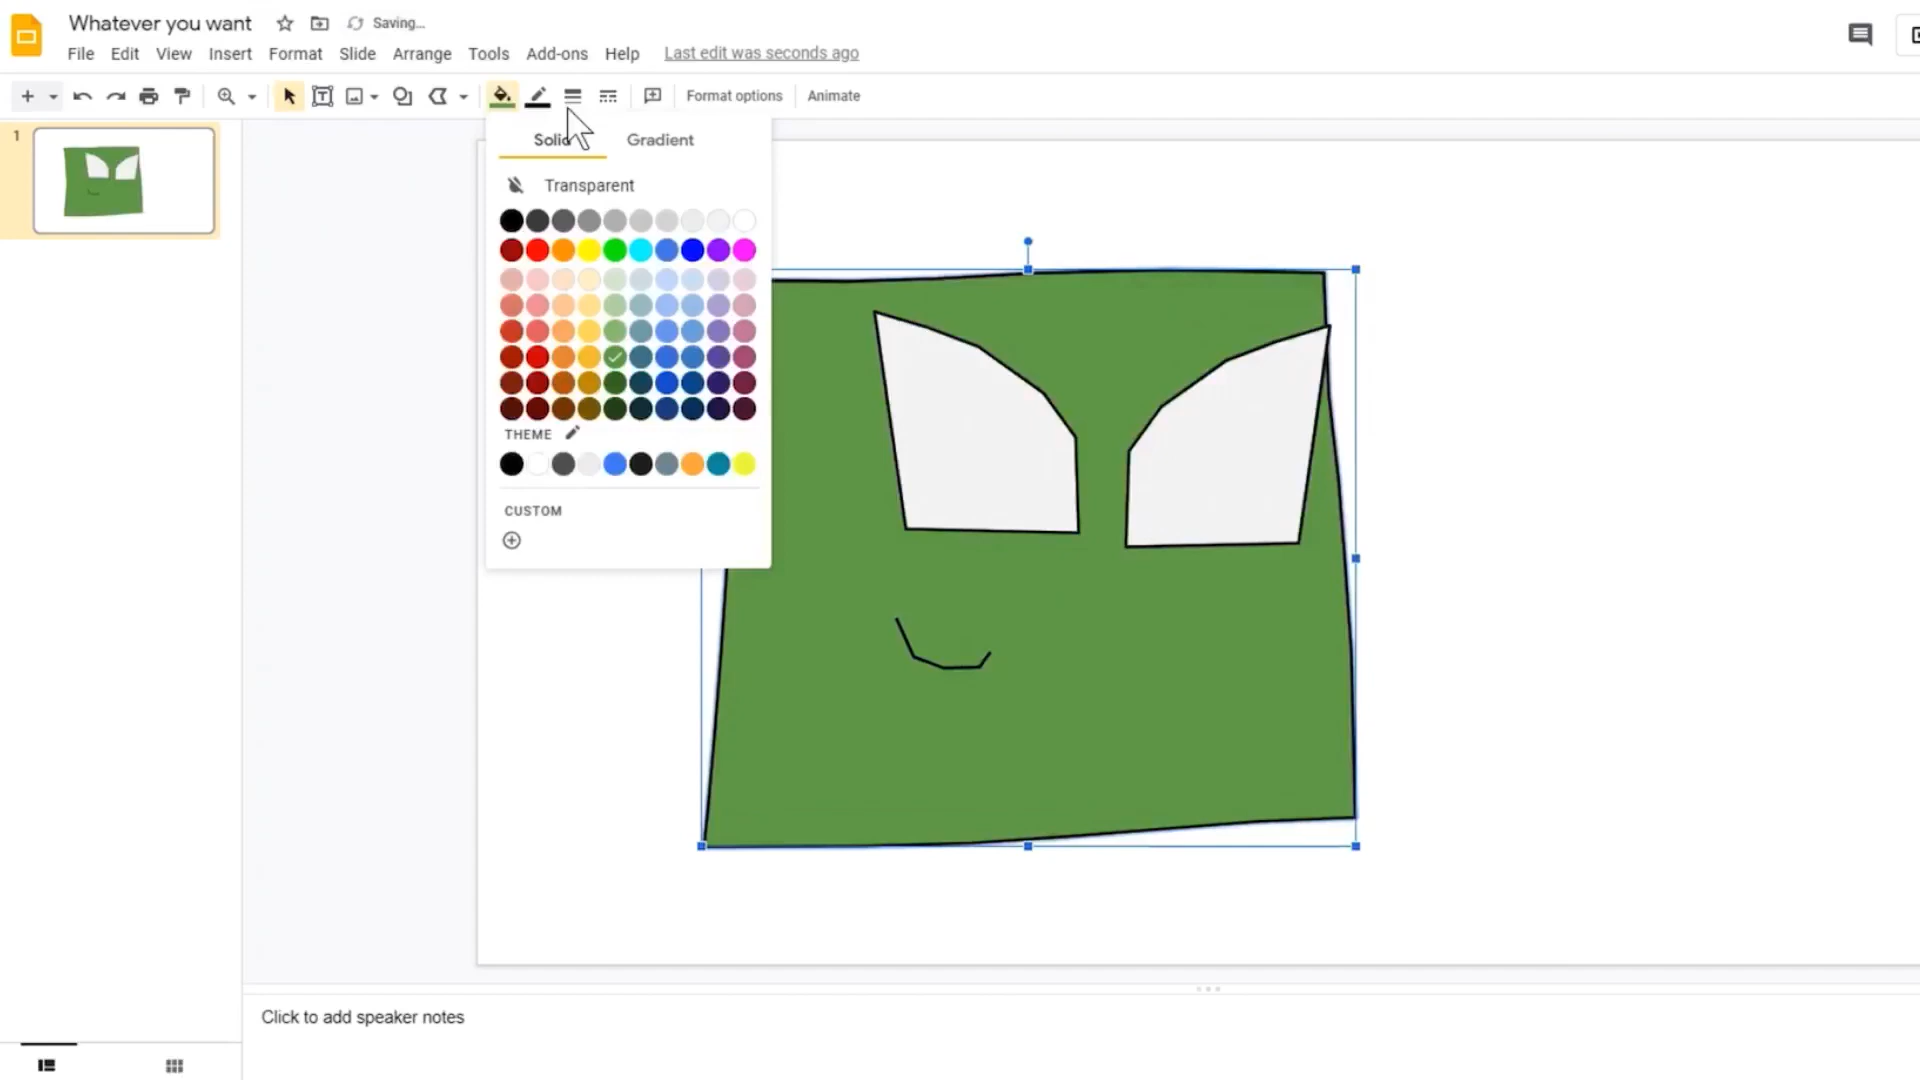 Whatever you want
Saving...
File Edit View Insert Format Slide Arrange Tools Add-ons Help Last edit was seconds ago
Format options Animate
1
Solid Gradient
Transparent
THEME
CUSTOM
Click to add speaker notes